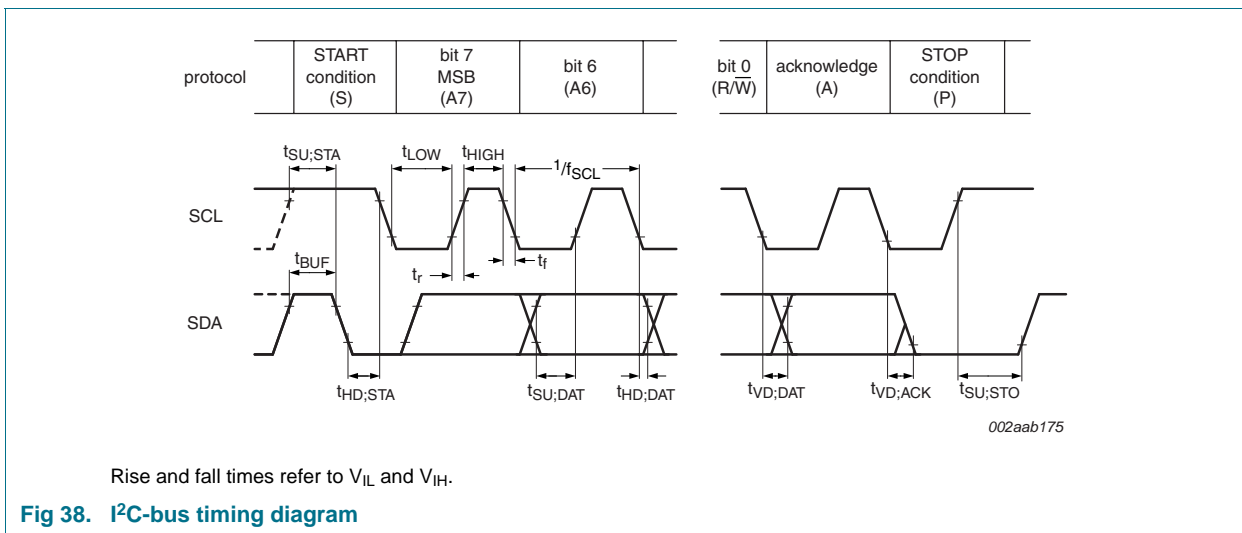 protocol
START
condition
(S)
bit 7
MSB
(A7)
bit 6
(A6)
bit 0
(R/W̅)
acknowledge
(A)
STOP
condition
(P)
tSU;STA
tLOW
tHIGH
1/fSCL
SCL
tBUF
tr
tf
SDA
tHD;STA
tSU;DAT
tHD;DAT
tVD;DAT
tVD;ACK
tSU;STO
002aab175
Rise and fall times refer to VIL and VIH.
Fig 38. I²C-bus timing diagram